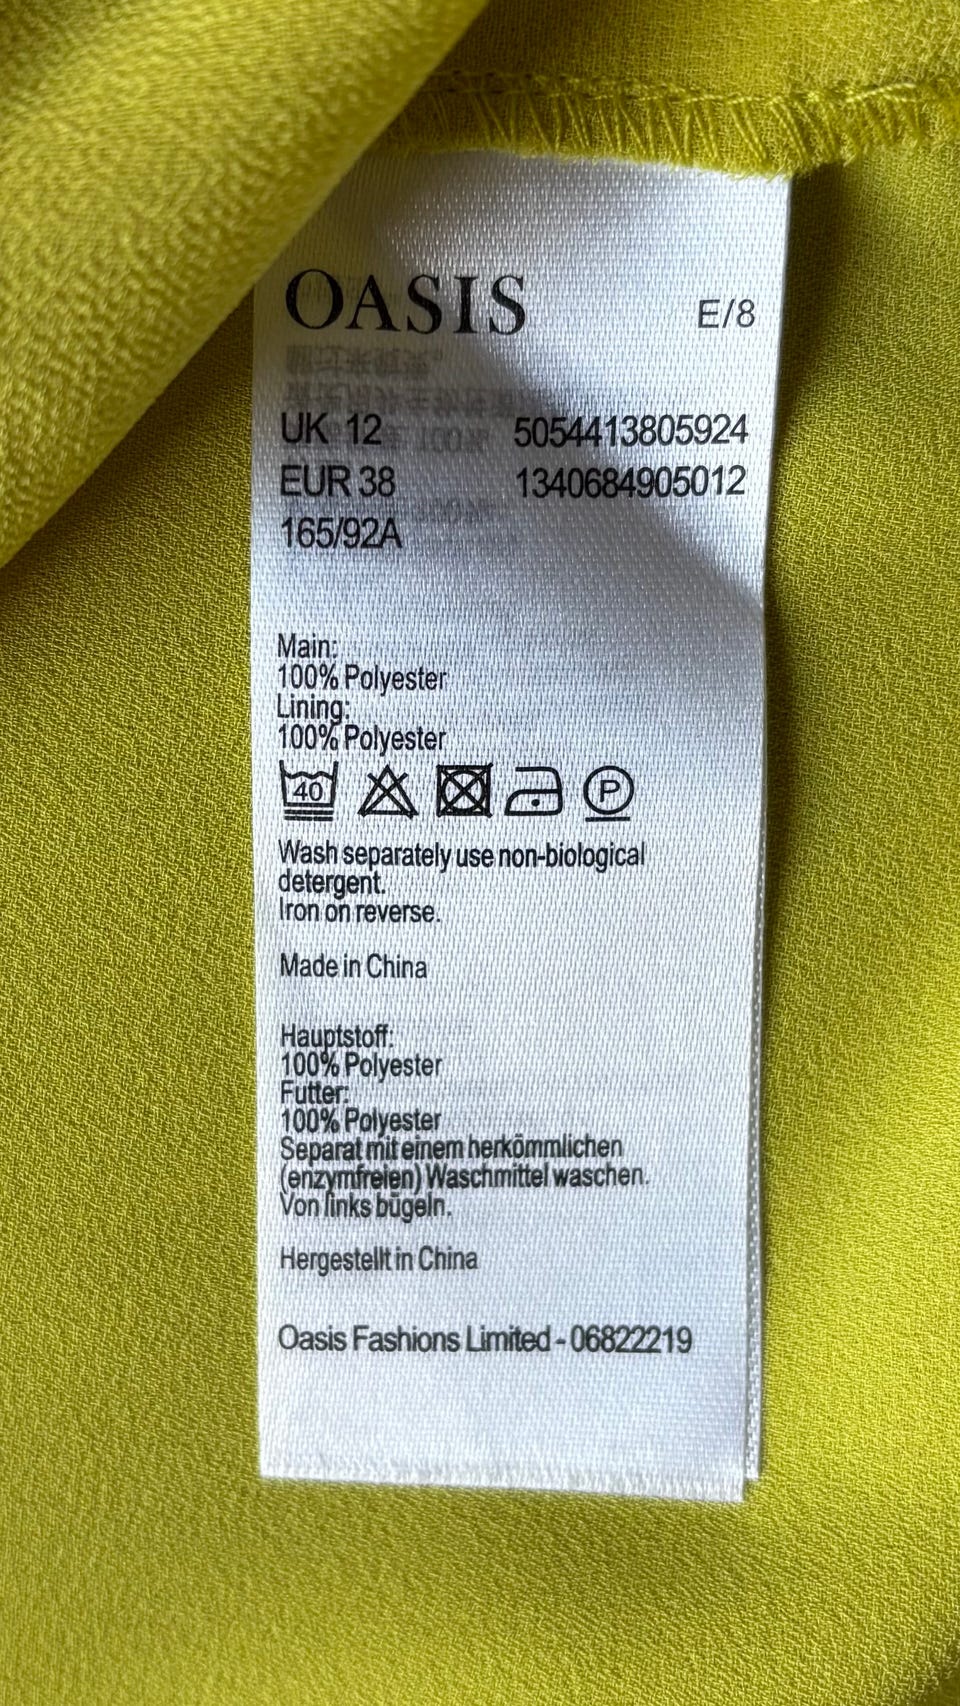 OASIS
E/8
UK 12 5054413805924
EUR 38 1340684905012
165/92A
Main:
100% Polyester
Lining:
100% Polyester
40 P
Wash separately use non-biological
detergent.
Iron on reverse.
Made in China
Hauptstoff:
100% Polyester
Futter:
100% Polyester
Separat mit einem herkömmlichen
(enzymfreien) Waschmittel waschen.
Von links bügeln.
Hergestellt in China
Oasis Fashions Limited - 06822219